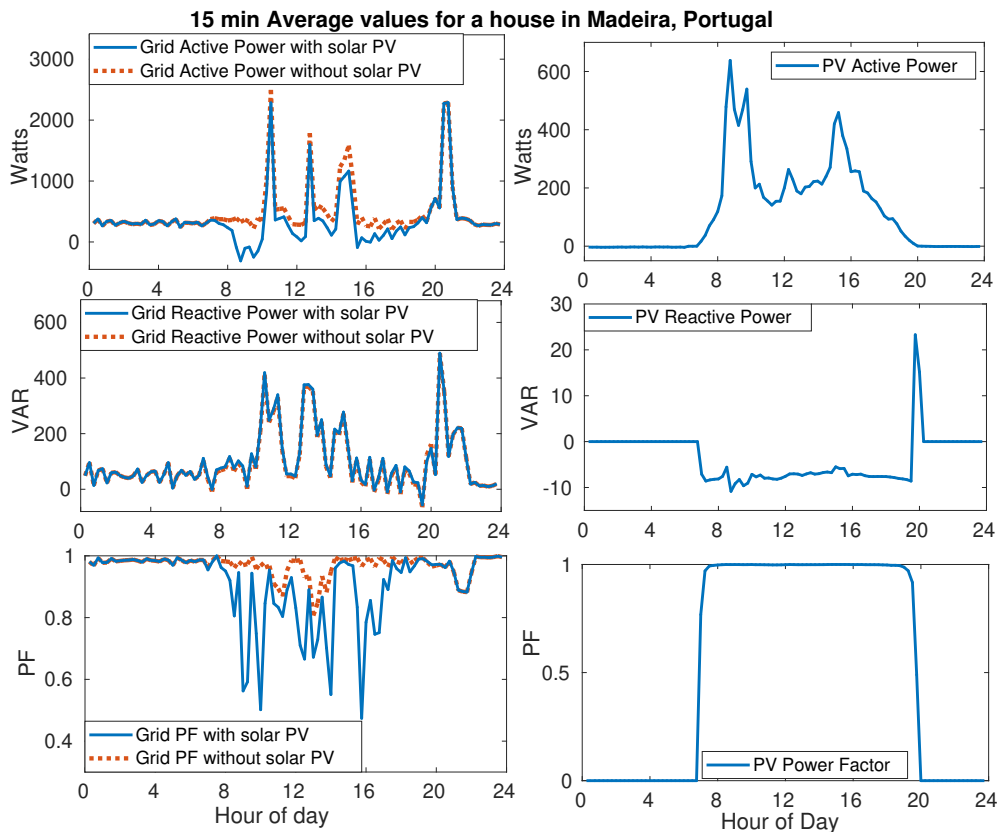 15 min Average values for a house in Madeira, Portugal
Grid Active Power with solar PV
Grid Active Power without solar PV
3000
2000
1000
0
Watts
0 4 8 12 16 20 24
PV Active Power
600
400
200
0
Watts
0 4 8 12 16 20 24
Grid Reactive Power with solar PV
Grid Reactive Power without solar PV
600
400
200
0
VAR
0 4 8 12 16 20 24
PV Reactive Power
30
20
10
0
-10
VAR
0 4 8 12 16 20 24
1
0.8
0.6
0.4
PF
Grid PF with solar PV
Grid PF without solar PV
0 4 8 12 16 20 24
Hour of day
1
0.5
0
PF
PV Power Factor
0 4 8 12 16 20 24
Hour of Day